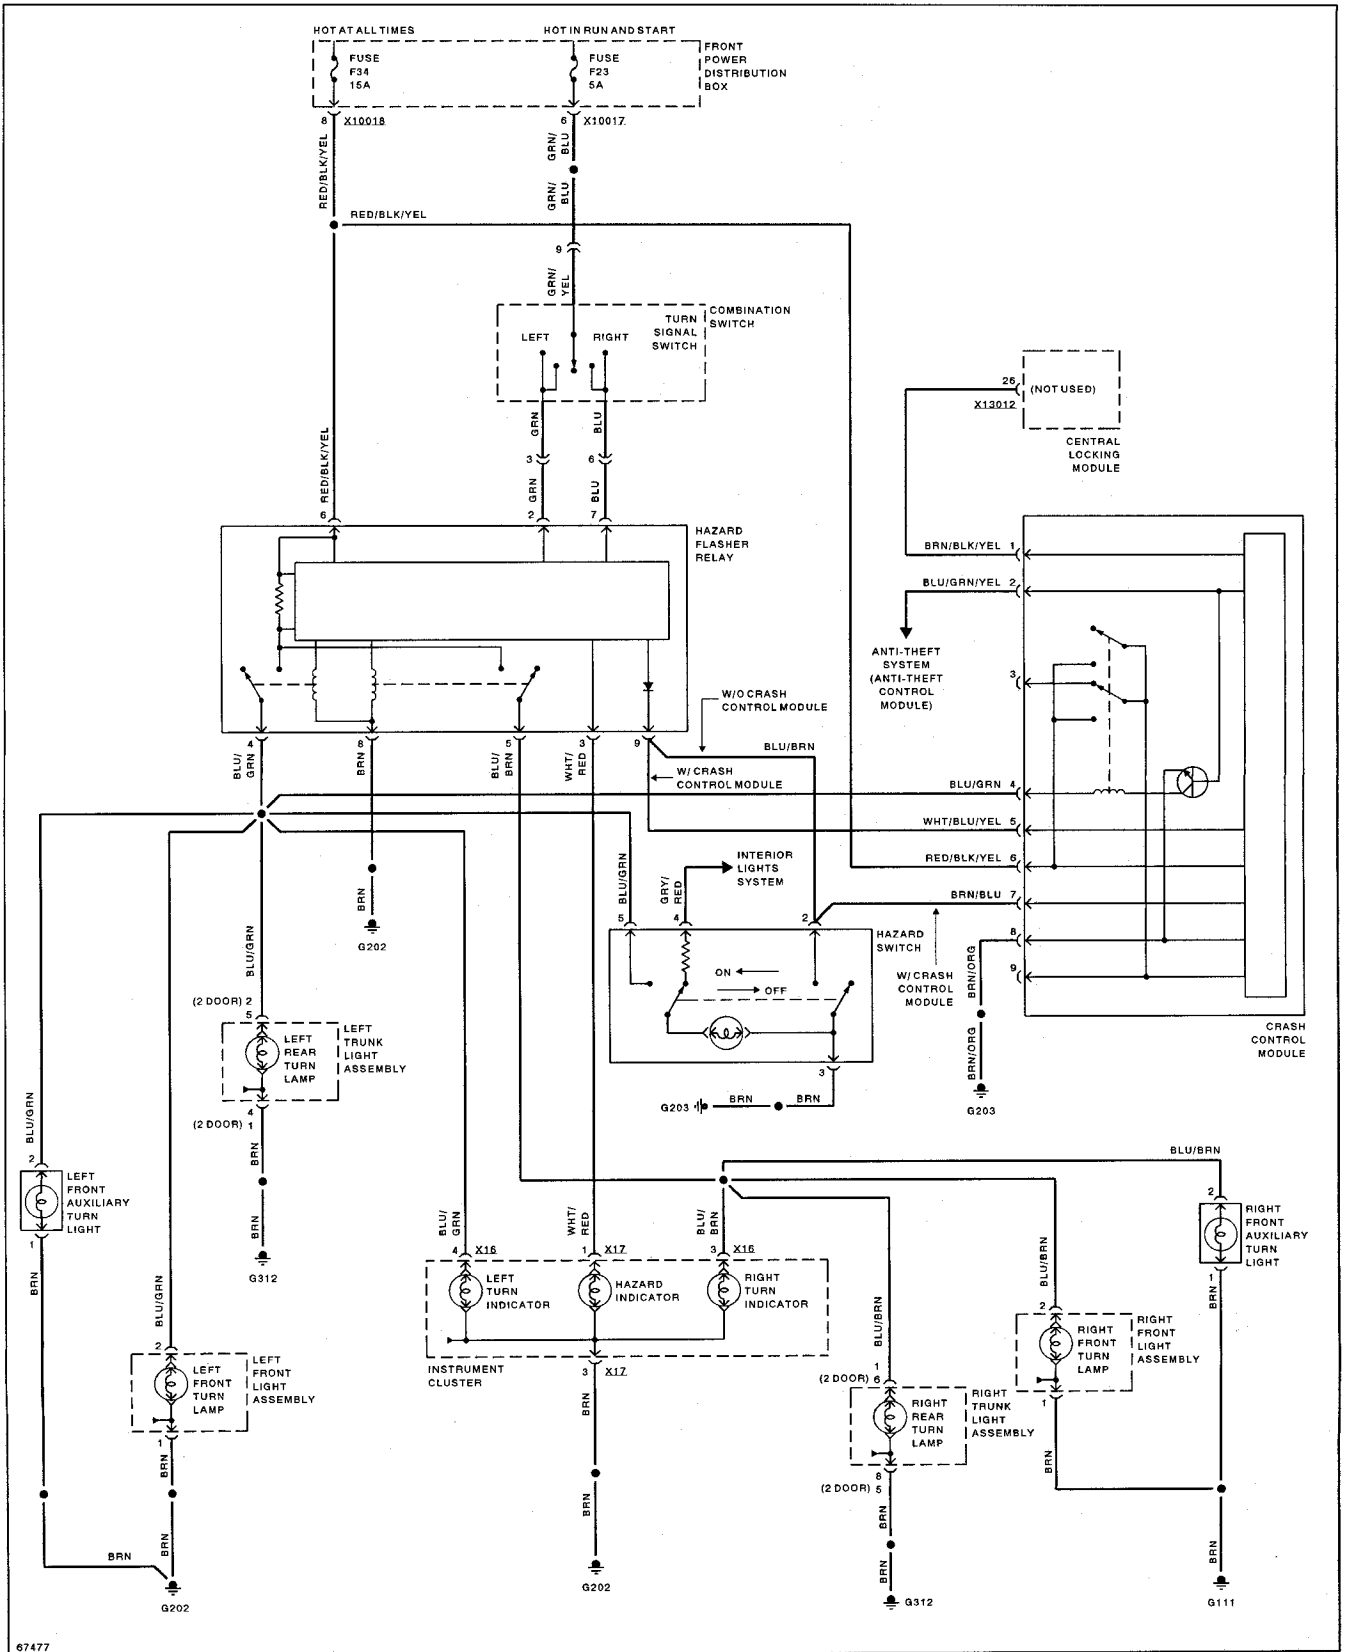 HOT AT ALL TIMES
HOT IN RUN AND START
FUSE
F34
15A
FUSE
F23
5A
FRONT
POWER
DISTRIBUTION
BOX
8 X10018
6 X10017
RED/BLK/YEL
GRN/
BLU
GRN/
BLU
RED/BLK/YEL
9
GRN/
YEL
COMBINATION
SWITCH
TURN
SIGNAL
SWITCH
LEFT
RIGHT
26
(NOT USED)
X13012
CENTRAL
LOCKING
MODULE
GRN
BLU
3
6
RED/BLK/YEL
GRN
BLU
6
2
7
HAZARD
FLASHER
RELAY
BRN/BLK/YEL 1
BLU/GRN/YEL 2
ANTI-THEFT
SYSTEM
(ANTI-THEFT
CONTROL
MODULE)
3
W/O CRASH
CONTROL MODULE
4
8
5
3
9
BLU/
GRN
BRN
BLU/
BRN
WHT/
RED
BLU/BRN
W/ CRASH
CONTROL MODULE
BLU/GRN 4
WHT/BLU/YEL 5
RED/BLK/YEL 6
BRN/BLU 7
8
9
INTERIOR
LIGHTS
SYSTEM
BLU/GRN
GRY/
RED
5
4
2
HAZARD
SWITCH
ON
OFF
W/ CRASH
CONTROL
MODULE
BRN/ORG
BRN/ORG
G203
CRASH
CONTROL
MODULE
BRN
G202
BLU/GRN
(2 DOOR) 2
5
LEFT
REAR
TURN
LAMP
LEFT
TRUNK
LIGHT
ASSEMBLY
4
(2 DOOR) 1
BRN
BRN
G312
3
G203
BRN
BRN
BLU/GRN
2
LEFT
FRONT
AUXILIARY
TURN
LIGHT
1
BRN
BLU/BRN
2
RIGHT
FRONT
AUXILIARY
TURN
LIGHT
1
BRN
BLU/
GRN
WHT/
RED
BLU/
BRN
4 X16
1 X17
3 X16
LEFT
TURN
INDICATOR
HAZARD
INDICATOR
RIGHT
TURN
INDICATOR
INSTRUMENT
CLUSTER
3 X17
BRN
BRN
G202
BLU/GRN
2
LEFT
FRONT
TURN
LAMP
LEFT
FRONT
LIGHT
ASSEMBLY
1
BRN
BRN
BRN
G202
BLU/BRN
1
(2 DOOR) 6
RIGHT
REAR
TURN
LAMP
RIGHT
TRUNK
LIGHT
ASSEMBLY
8
(2 DOOR) 5
BRN
BRN
G312
BLU/BRN
2
RIGHT
FRONT
TURN
LAMP
RIGHT
FRONT
LIGHT
ASSEMBLY
1
BRN
BRN
G111
67477